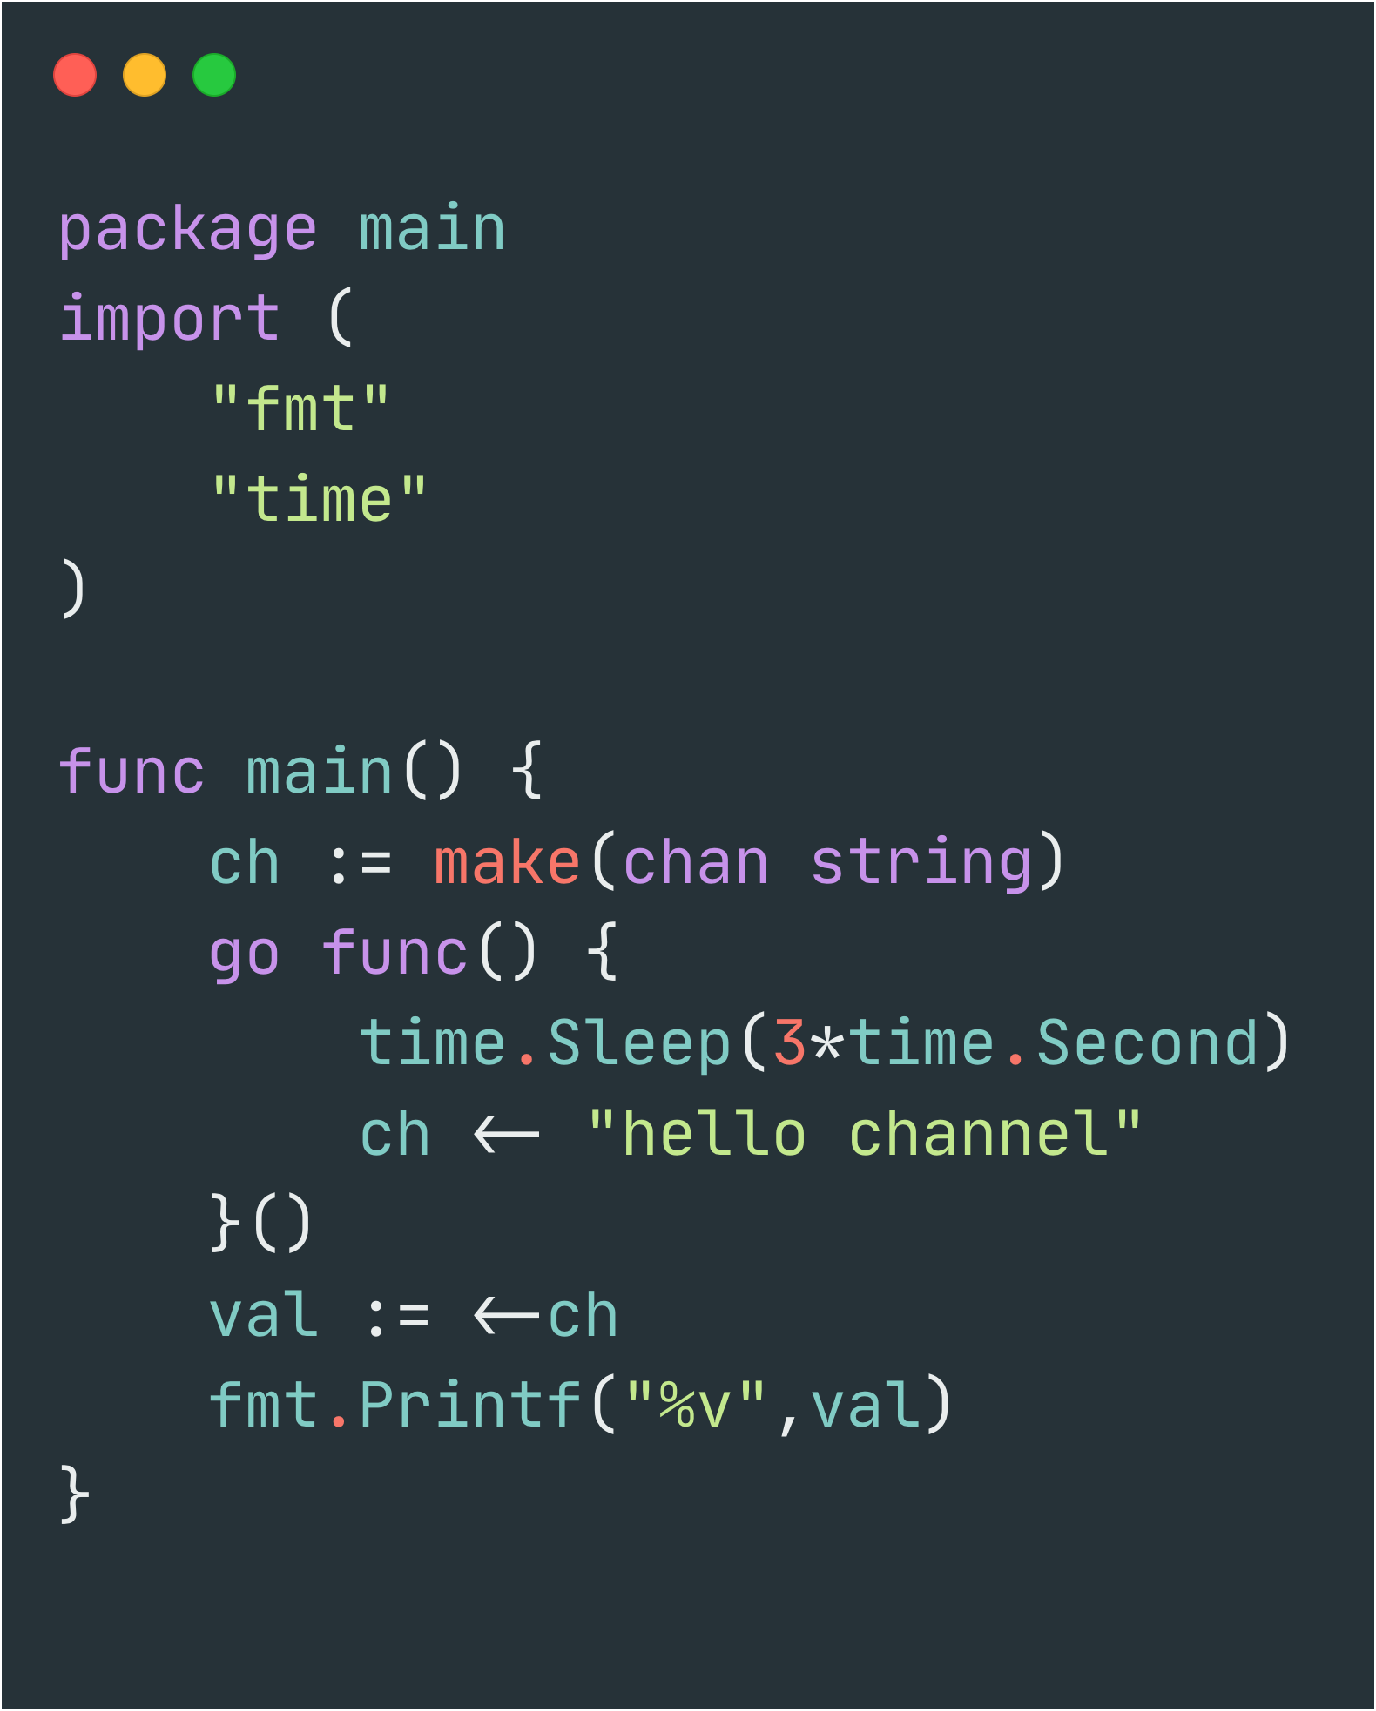 package main
import (
    "fmt"
    "time"
)

func main() {
    ch := make(chan string)
    go func() {
        time.Sleep(3*time.Second)
        ch <- "hello channel"
    }()
    val := <-ch
    fmt.Printf("%v",val)
}